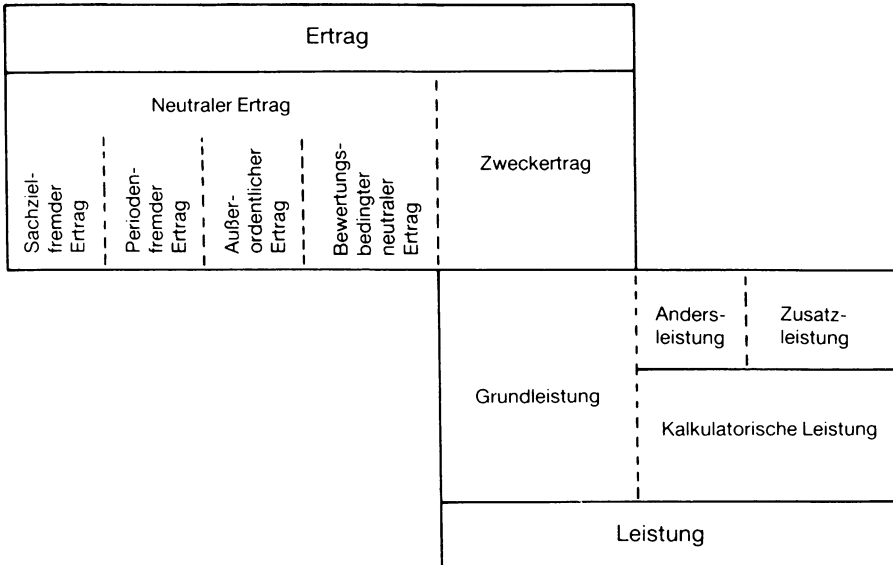 Ertrag
Neutraler Ertrag
Sachziel-
fremder
Ertrag
Perioden-
fremder
Ertrag
Außer-
ordentlicher
Ertrag
Bewertungs-
bedingter
neutraler
Ertrag
Zweckertrag
Grundleistung
Anders-
leistung
Zusatz-
leistung
Kalkulatorische Leistung
Leistung